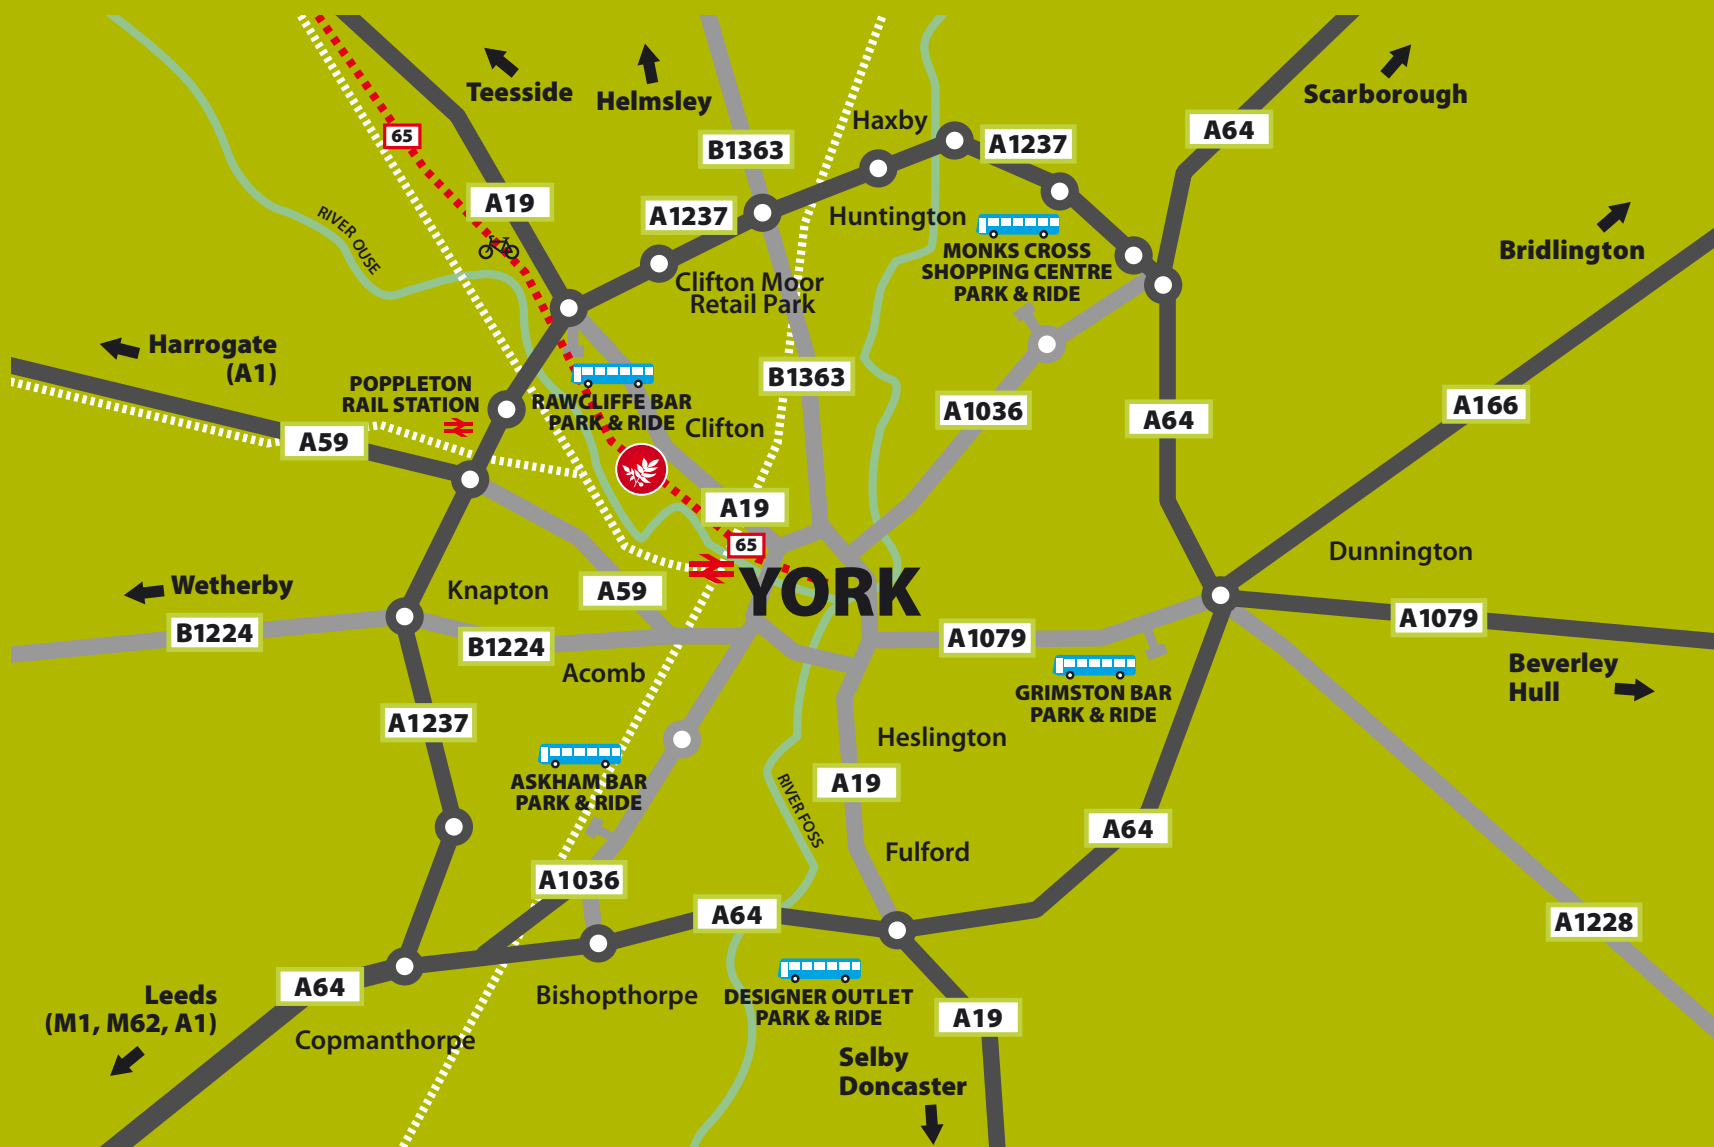 Teesside
Helmsley
Scarborough
65
Haxby
A64
B1363
A1237
A19
A1237
Huntington
RIVER OUSE
MONKS CROSS
SHOPPING CENTRE
PARK & RIDE
Bridlington
Clifton Moor
Retail Park
Harrogate
(A1)
POPPLETON
RAIL STATION
RAWCLIFFE BAR
PARK & RIDE
B1363
A1036
A64
A166
A59
Clifton
A19
65
YORK
Dunnington
Wetherby
Knapton
A59
B1224
B1224
A1079
A1079
Acomb
GRIMSTON BAR
PARK & RIDE
Beverley
Hull
A1237
Heslington
ASKHAM BAR
PARK & RIDE
RIVER FOSS
A19
A64
Fulford
A1036
A64
A1228
A64
Leeds
(M1, M62, A1)
Bishopthorpe
DESIGNER OUTLET
PARK & RIDE
A19
Copmanthorpe
Selby
Doncaster